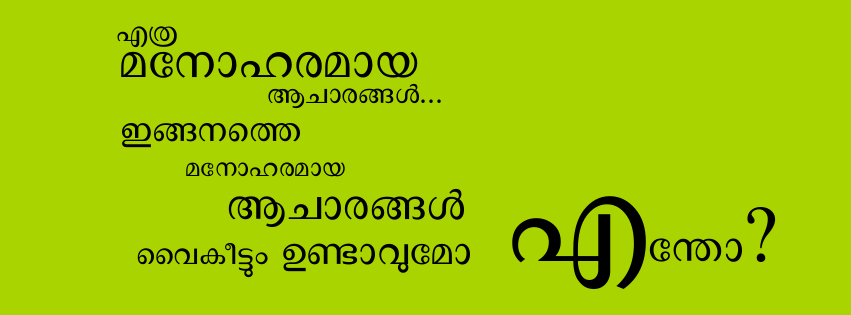 എത്ര
മനോഹരമായ
ആചാരങ്ങൾ...
ഇങ്ങനത്തെ
മനോഹരമായ
ആചാരങ്ങൾ
വൈകീട്ടും ഉണ്ടാവുമോ എന്തോ?